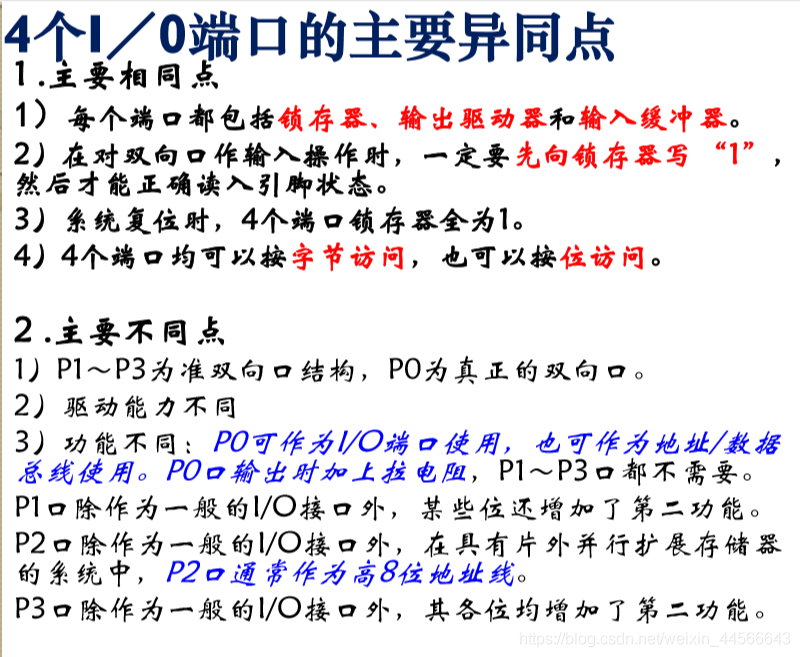 4个I／O端口的主要异同点
1 .主要相同点
1）每个端口都包括锁存器、输出驱动器和输入缓冲器。
2）在对双向口作输入操作时，一定要先向锁存器写“1”，
然后才能正确读入引脚状态。
3）系统复位时，4个端口锁存器全为1。
4）4个端口均可以按字节访问，也可以按位访问。
2 .主要不同点
1）P1～P3为准双向口结构，P0为真正的双向口。
2）驱动能力不同
3）功能不同：P0可作为I/O端口使用，也可作为地址/数据
总线使用。P0口输出时加上拉电阻，P1～P3口都不需要。
P1口除作为一般的I/O接口外，某些位还增加了第二功能。
P2口除作为一般的I/O接口外，在具有片外并行扩展存储器
的系统中，P2口通常作为高8位地址线。
P3口除作为一般的I/O接口外，其各位均增加了第二功能。
https://blog.csdn.net/weixin_44566643